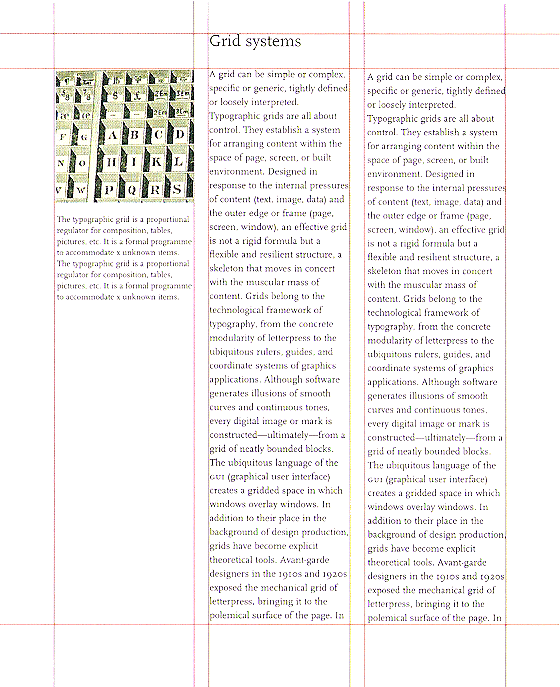 Grid systems
F G A B C D
N O H I K L
V W P Q R S
The typographic grid is a proportional
regulator for composition, tables,
pictures, etc. It is a formal programme
to accommodate x unknown items.
The typographic grid is a proportional
regulator for composition, tables,
pictures, etc. It is a formal programme
to accommodate x unknown items.
A grid can be simple or complex,
specific or generic, tightly defined
or loosely interpreted.
Typographic grids are all about
control. They establish a system
for arranging content within the
space of page, screen, or built
environment. Designed in
response to the internal pressures
of content (text, image, data) and
the outer edge or frame (page,
screen, window), an effective grid
is not a rigid formula but a
flexible and resilient structure, a
skeleton that moves in concert
with the muscular mass of
content. Grids belong to the
technological framework of
typography, from the concrete
modularity of letterpress to the
ubiquitous rulers, guides, and
coordinate systems of graphics
applications. Although software
generates illusions of smooth
curves and continuous tones,
every digital image or mark is
constructed—ultimately—from a
grid of neatly bounded blocks.
The ubiquitous language of the
GUI (graphical user interface)
creates a gridded space in which
windows overlay windows. In
addition to their place in the
background of design production,
grids have become explicit
theoretical tools. Avant-garde
designers in the 1910s and 1920s
exposed the mechanical grid of
letterpress, bringing it to the
polemical surface of the page. In
A grid can be simple or complex,
specific or generic, tightly defined
or loosely interpreted.
Typographic grids are all about
control. They establish a system
for arranging content within the
space of page, screen, or built
environment. Designed in
response to the internal pressures
of content (text, image, data) and
the outer edge or frame (page,
screen, window), an effective grid
is not a rigid formula but a
flexible and resilient structure, a
skeleton that moves in concert
with the muscular mass of
content. Grids belong to the
technological framework of
typography, from the concrete
modularity of letterpress to the
ubiquitous rulers, guides, and
coordinate systems of graphics
applications. Although software
generates illusions of smooth
curves and continuous tones,
every digital image or mark is
constructed—ultimately—from a
grid of neatly bounded blocks.
The ubiquitous language of the
GUI (graphical user interface)
creates a gridded space in which
windows overlay windows. In
addition to their place in the
background of design production,
grids have become explicit
theoretical tools. Avant-garde
designers in the 1910s and 1920s
exposed the mechanical grid of
letterpress, bringing it to the
polemical surface of the page. In